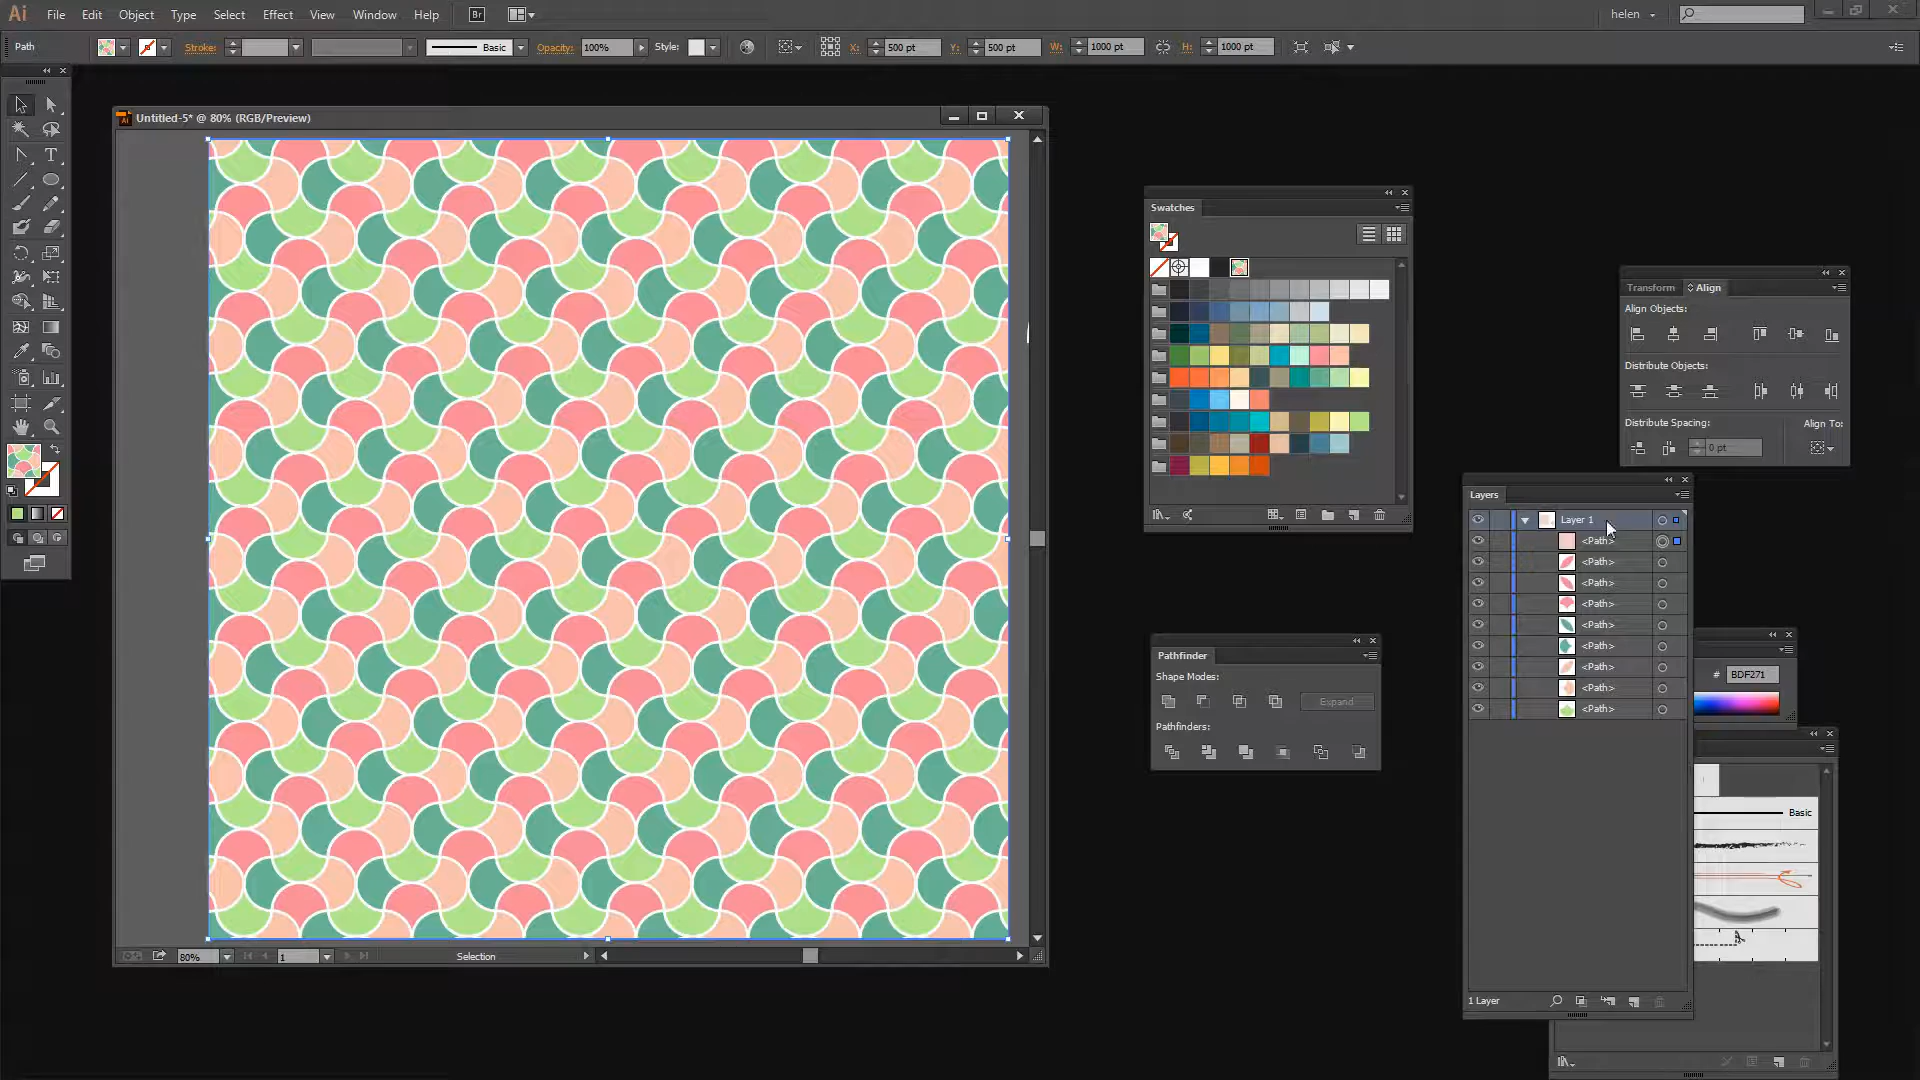 Ai File Edit Object Type Select Effect View Window Help Br helen
Path Stroke: Basic Opacity: 100% Style: X: 500 pt Y: 500 pt W: 1000 pt H: 1000 pt
Untitled-5* @ 80% (RGB/Preview)
80% 1 Selection
Swatches
Transform Align
Align Objects:
Distribute Objects:
Distribute Spacing: Align To:
0 pt
Layers
Layer 1
<Path>
<Path>
<Path>
<Path>
<Path>
<Path>
<Path>
<Path>
<Path>
1 Layer
Pathfinder
Shape Modes:
Expand
Pathfinders:
# BDF271
Basic